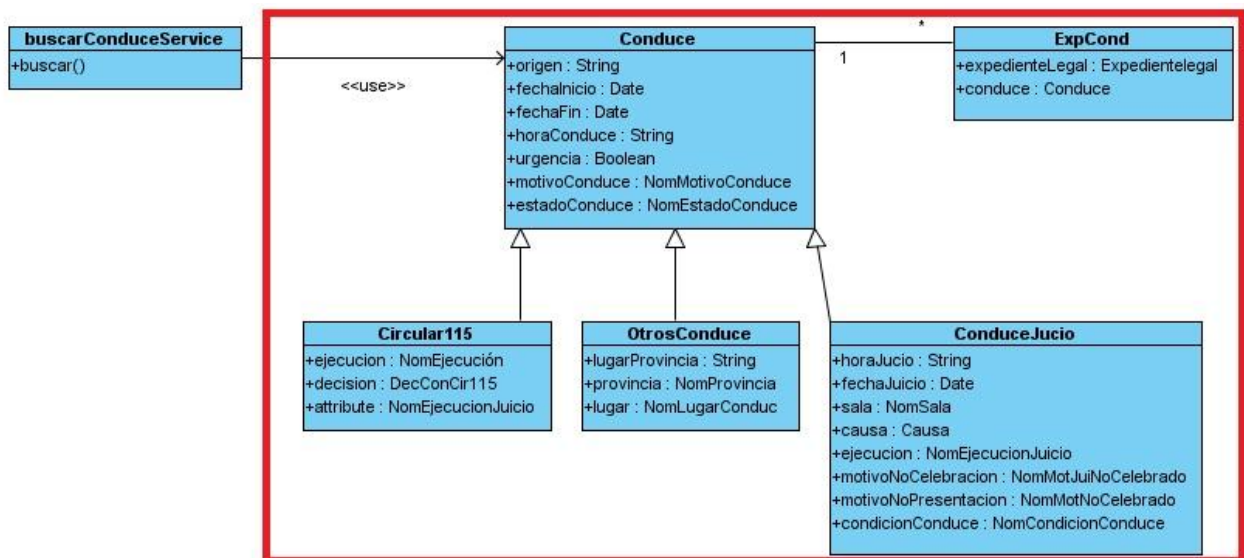 buscarConduceService
+buscar()
<<use>>
Conduce
+origen : String
+fechaInicio : Date
+fechaFin : Date
+horaConduce : String
+urgencia : Boolean
+motivoConduce : NomMotivoConduce
+estadoConduce : NomEstadoConduce
*
1
ExpCond
+expedienteLegal : Expedientelegal
+conduce : Conduce
Circular115
+ejecucion : NomEjecución
+decision : DecConCir115
+attribute : NomEjecucionJuicio
OtrosConduce
+lugarProvincia : String
+provincia : NomProvincia
+lugar : NomLugarConduc
ConduceJucio
+horaJucio : String
+fechaJuicio : Date
+sala : NomSala
+causa : Causa
+ejecucion : NomEjecucionJuicio
+motivoNoCelebracion : NomMotJuiNoCelebrado
+motivoNoPresentacion : NomMotNoCelebrado
+condicionConduce : NomCondicionConduce